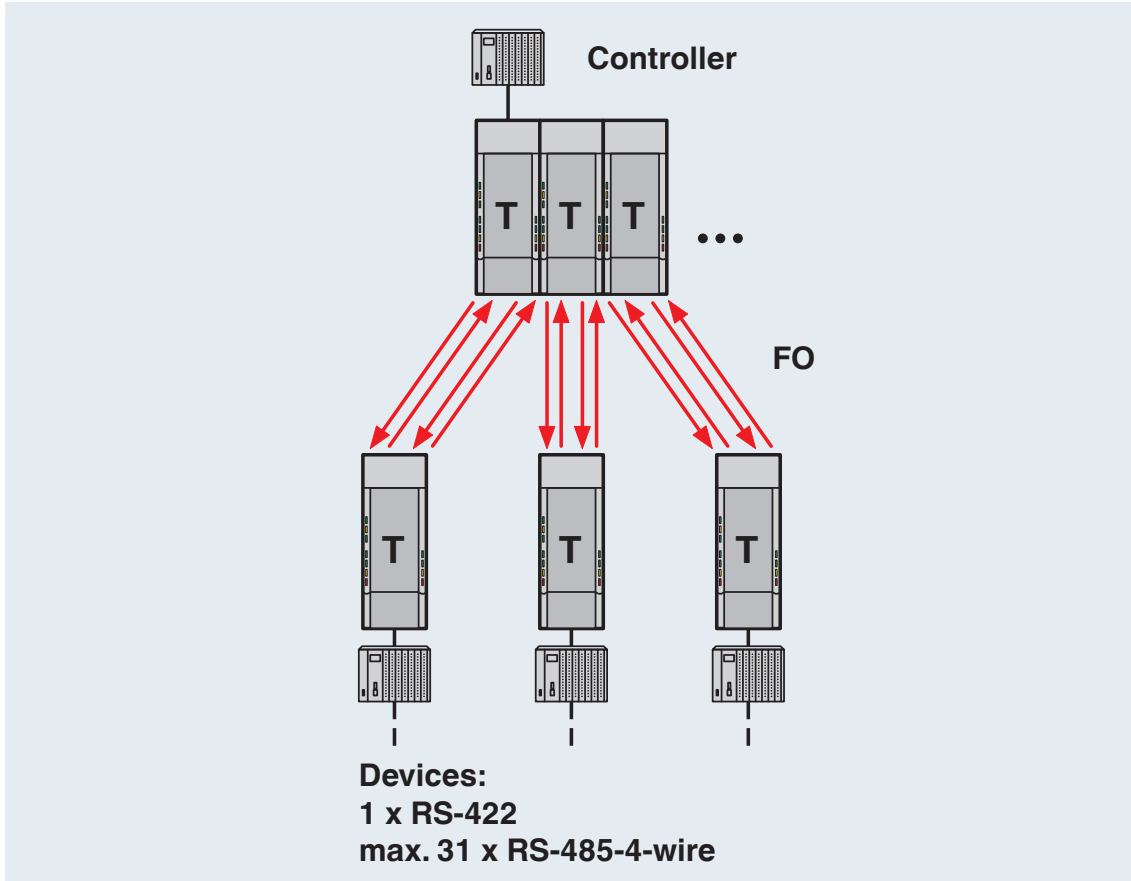 Controller
T T T ...
FO
T T T
Devices:
1 x RS-422
max. 31 x RS-485-4-wire